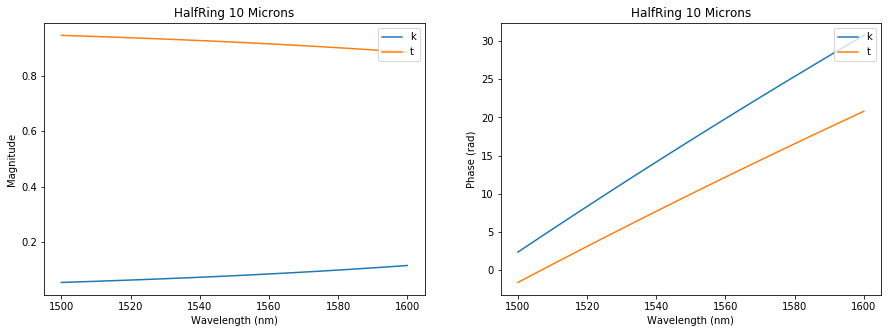 HalfRing 10 Microns
k
t
0.8
0.6
0.4
0.2
Magnitude
1500 1520 1540 1560 1580 1600
Wavelength (nm)
HalfRing 10 Microns
k
t
30
25
20
15
10
5
0
Phase (rad)
1500 1520 1540 1560 1580 1600
Wavelength (nm)